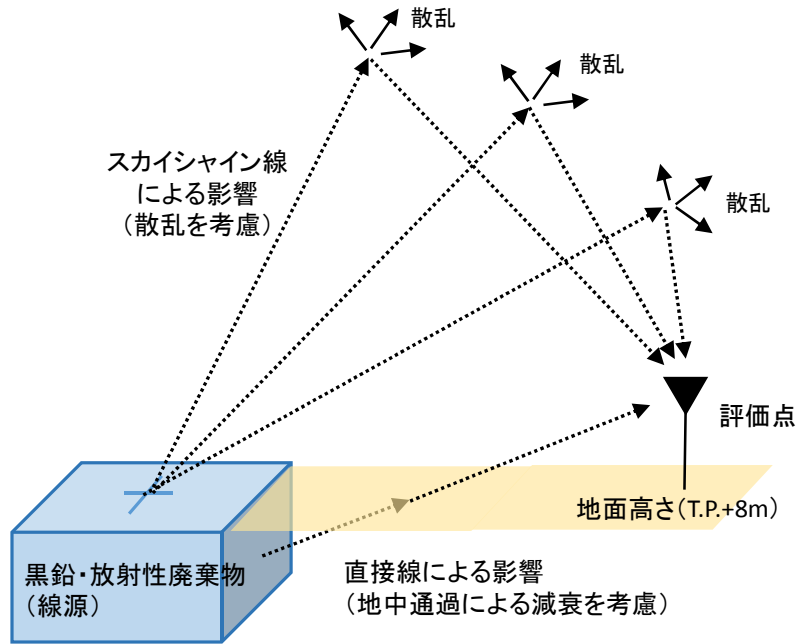 散乱
散乱
スカイシャイン線
による影響
(散乱を考慮)
散乱
評価点
地面高さ(T.P.+8m)
黒鉛・放射性廃棄物
(線源)
直接線による影響
(地中通過による減衰を考慮)